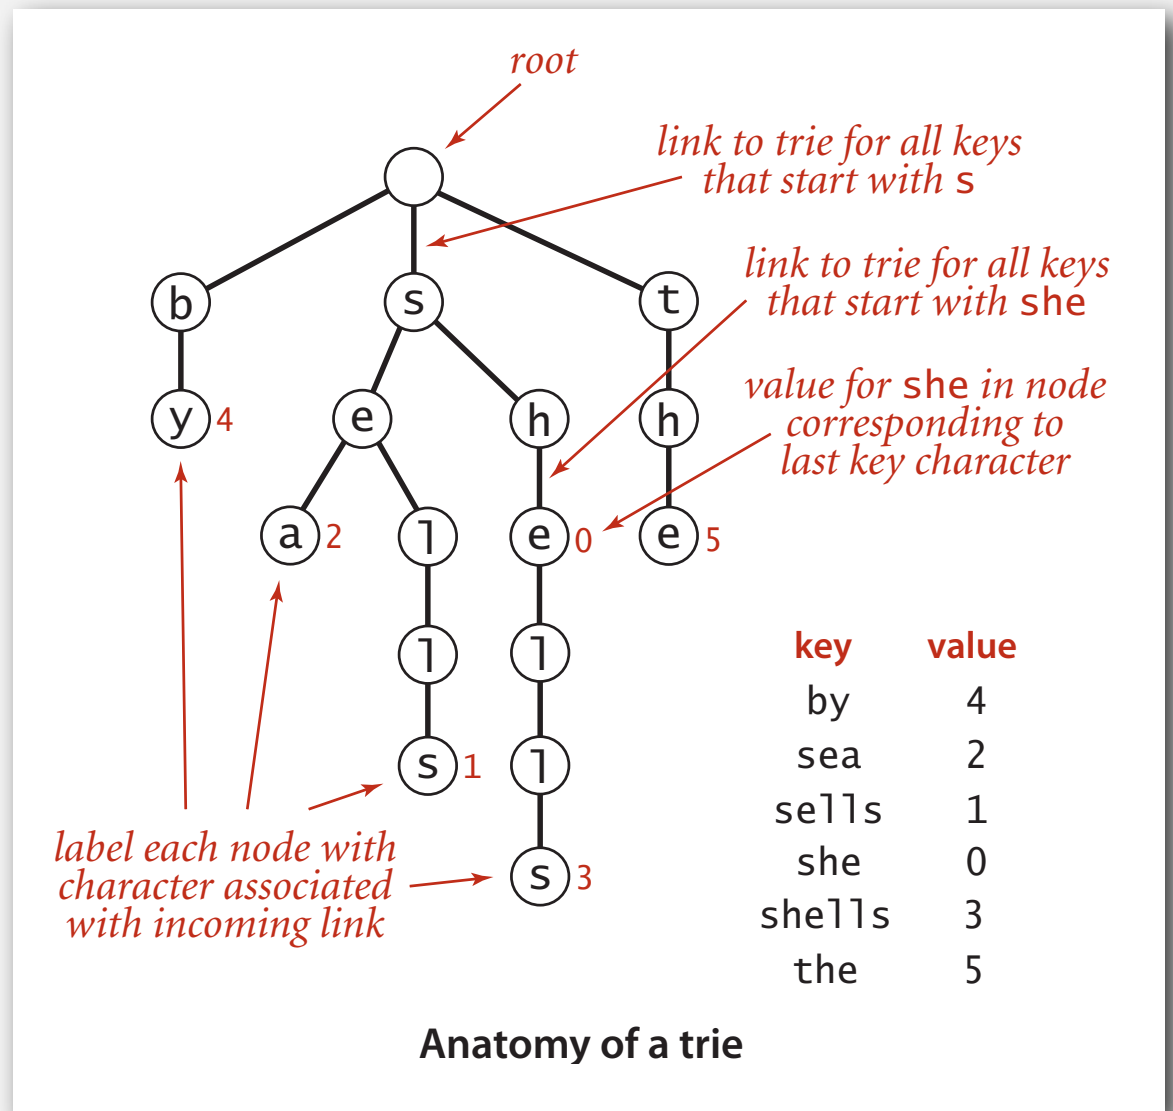 root
link to trie for all keys
that start with s
link to trie for all keys
that start with she
b
s
t
value for she in node
corresponding to
last key character
y 4
e
h
h
a 2
l
e 0
e 5
l
l
key value
by 4
s 1
l
sea 2
sells 1
label each node with
character associated
with incoming link
s 3
she 0
shells 3
the 5
Anatomy of a trie